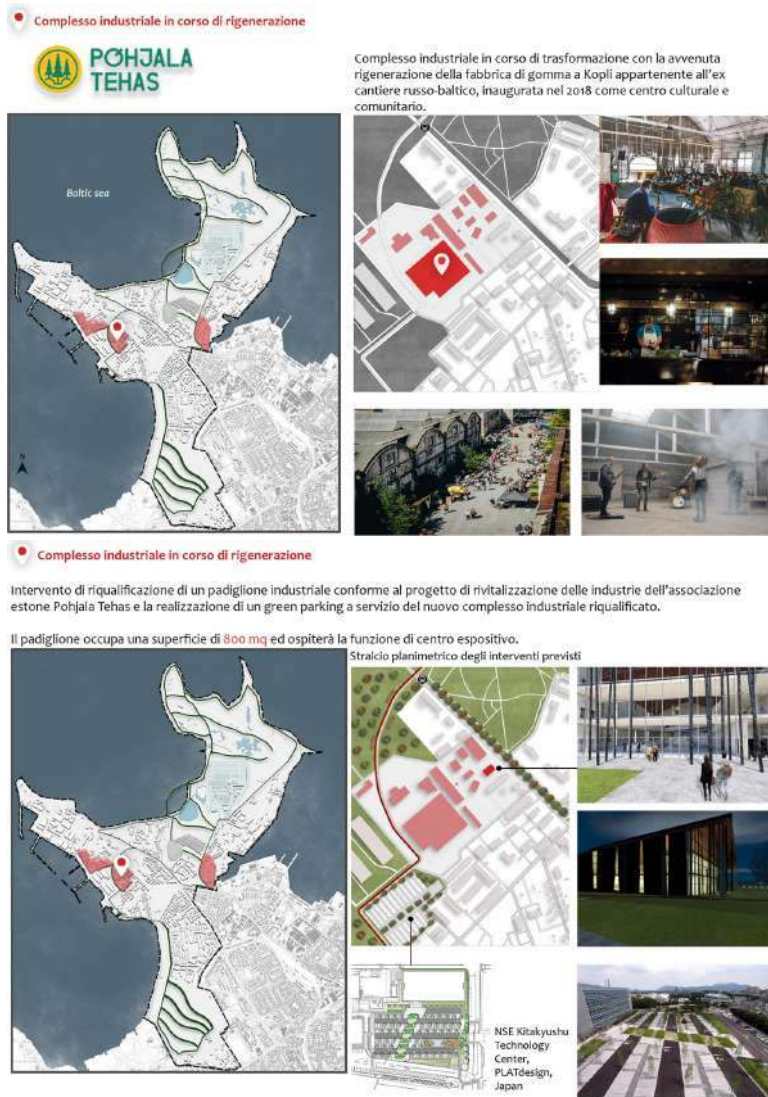 Complesso industriale in corso di rigenerazione
PÕHJALA
TEHAS
Complesso industriale in corso di trasformazione con la avvenuta
rigenerazione della fabbrica di gomma a Kopli appartenente all'ex
cantiere russo-baltico, inaugurata nel 2018 come centro culturale e
comunitario.
Baltic sea
N
Complesso industriale in corso di rigenerazione
Intervento di riqualificazione di un padiglione industriale conforme al progetto di rivitalizzazione delle industrie dell'associazione
estone Pohjala Tehas e la realizzazione di un green parking a servizio del nuovo complesso industriale riqualificato.
Il padiglione occupa una superficie di 800 mq ed ospiterà la funzione di centro espositivo.
Stralcio planimetrico degli interventi previsti
NSE Kitakyushu
Technology
Center,
PLATdesign,
Japan